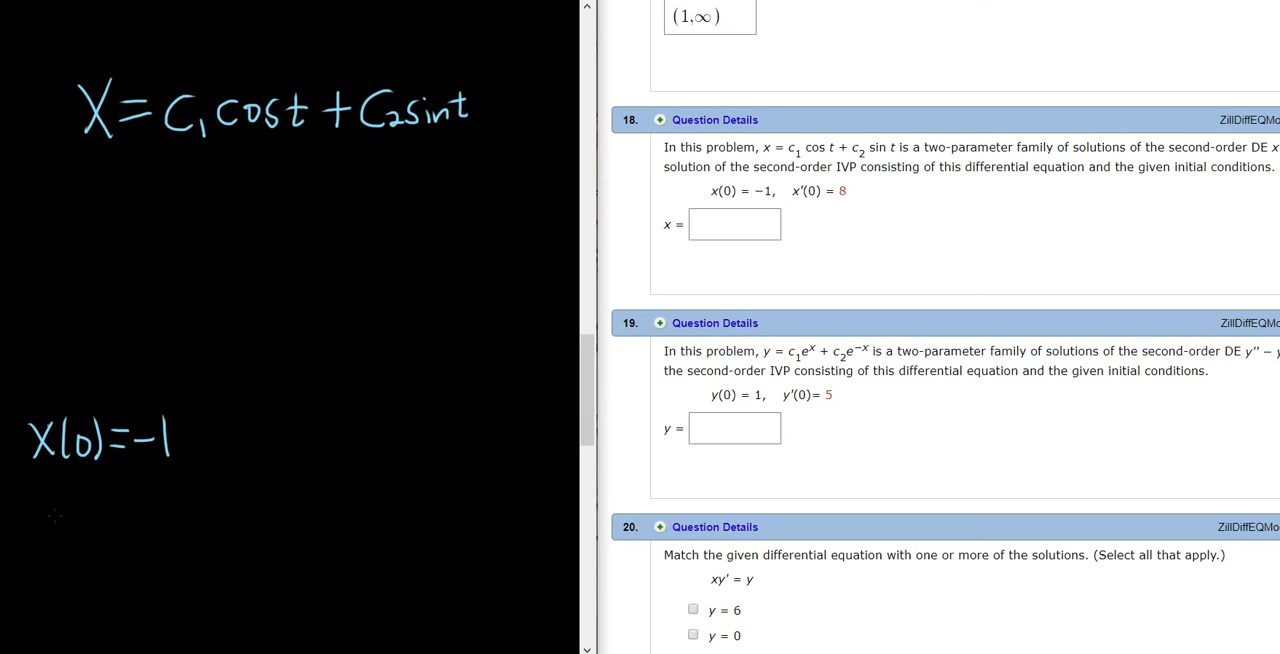 X = C₁cost + C₂sint
X(0) = -1
(1,∞)
18. Question Details ZillDiffEQMo
In this problem, x = c₁ cos t + c₂ sin t is a two-parameter family of solutions of the second-order DE x
solution of the second-order IVP consisting of this differential equation and the given initial conditions.
x(0) = −1, x′(0) = 8
x =
19. Question Details ZillDiffEQMo
In this problem, y = c₁eˣ + c₂e⁻ˣ is a two-parameter family of solutions of the second-order DE y″ − y
the second-order IVP consisting of this differential equation and the given initial conditions.
y(0) = 1, y′(0)= 5
y =
20. Question Details ZillDiffEQMo
Match the given differential equation with one or more of the solutions. (Select all that apply.)
xy′ = y
y = 6
y = 0